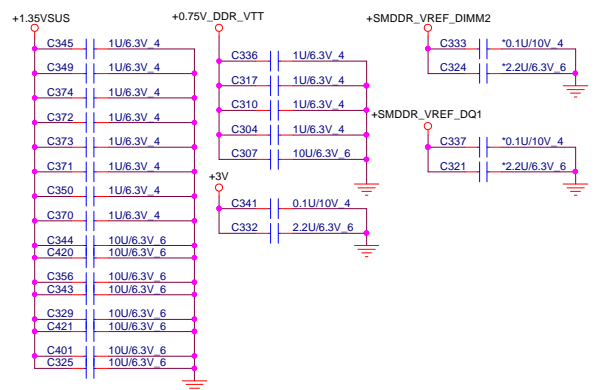 +1.35VSUS
C345 1U/6.3V_4
C349 1U/6.3V_4
C374 1U/6.3V_4
C372 1U/6.3V_4
C373 1U/6.3V_4
C371 1U/6.3V_4
C350 1U/6.3V_4
C370 1U/6.3V_4
C344 10U/6.3V_6
C420 10U/6.3V_6
C356 10U/6.3V_6
C343 10U/6.3V_6
C329 10U/6.3V_6
C421 10U/6.3V_6
C401 10U/6.3V_6
C325 10U/6.3V_6
+0.75V_DDR_VTT
C336 1U/6.3V_4
C317 1U/6.3V_4
C310 1U/6.3V_4
C304 1U/6.3V_4
C307 10U/6.3V_6
+3V
C341 0.1U/10V_4
C332 2.2U/6.3V_6
+SMDDR_VREF_DIMM2
C333 *0.1U/10V_4
C324 *2.2U/6.3V_6
+SMDDR_VREF_DQ1
C337 *0.1U/10V_4
C321 *2.2U/6.3V_6